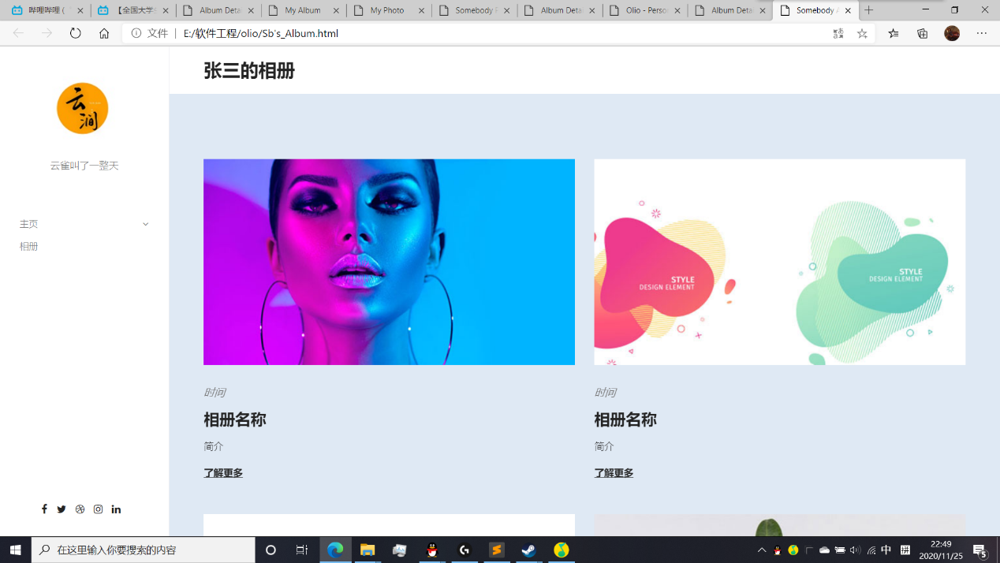 哔哩哔哩 (
【全国大学生
Album Deta
My Album
My Photo
Somebody
Album Deta
Olio - Perso
Album Deta
Somebody
文件
E:/软件工程/olio/Sb's_Album.html
张三的相册
云涧
云雀叫了一整天
主页
相册
STYLE
DESIGN ELEMENT
STYLE
DESIGN ELEMENT
时间
时间
相册名称
相册名称
简介
简介
了解更多
了解更多
在这里输入你要搜索的内容
中
拼
22:49
2020/11/25
5